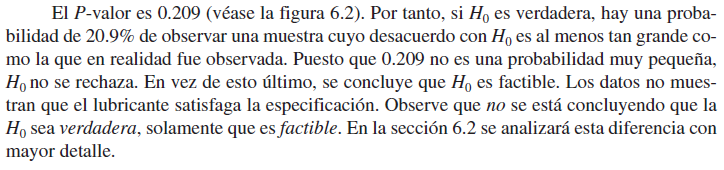 El P-valor es 0.209 (véase la figura 6.2). Por tanto, si H₀ es verdadera, hay una proba-
bilidad de 20.9% de observar una muestra cuyo desacuerdo con H₀ es al menos tan grande co-
mo la que en realidad fue observada. Puesto que 0.209 no es una probabilidad muy pequeña,
H₀ no se rechaza. En vez de esto último, se concluye que H₀ es factible. Los datos no mues-
tran que el lubricante satisfaga la especificación. Observe que no se está concluyendo que la
H₀ sea verdadera, solamente que es factible. En la sección 6.2 se analizará esta diferencia con
mayor detalle.